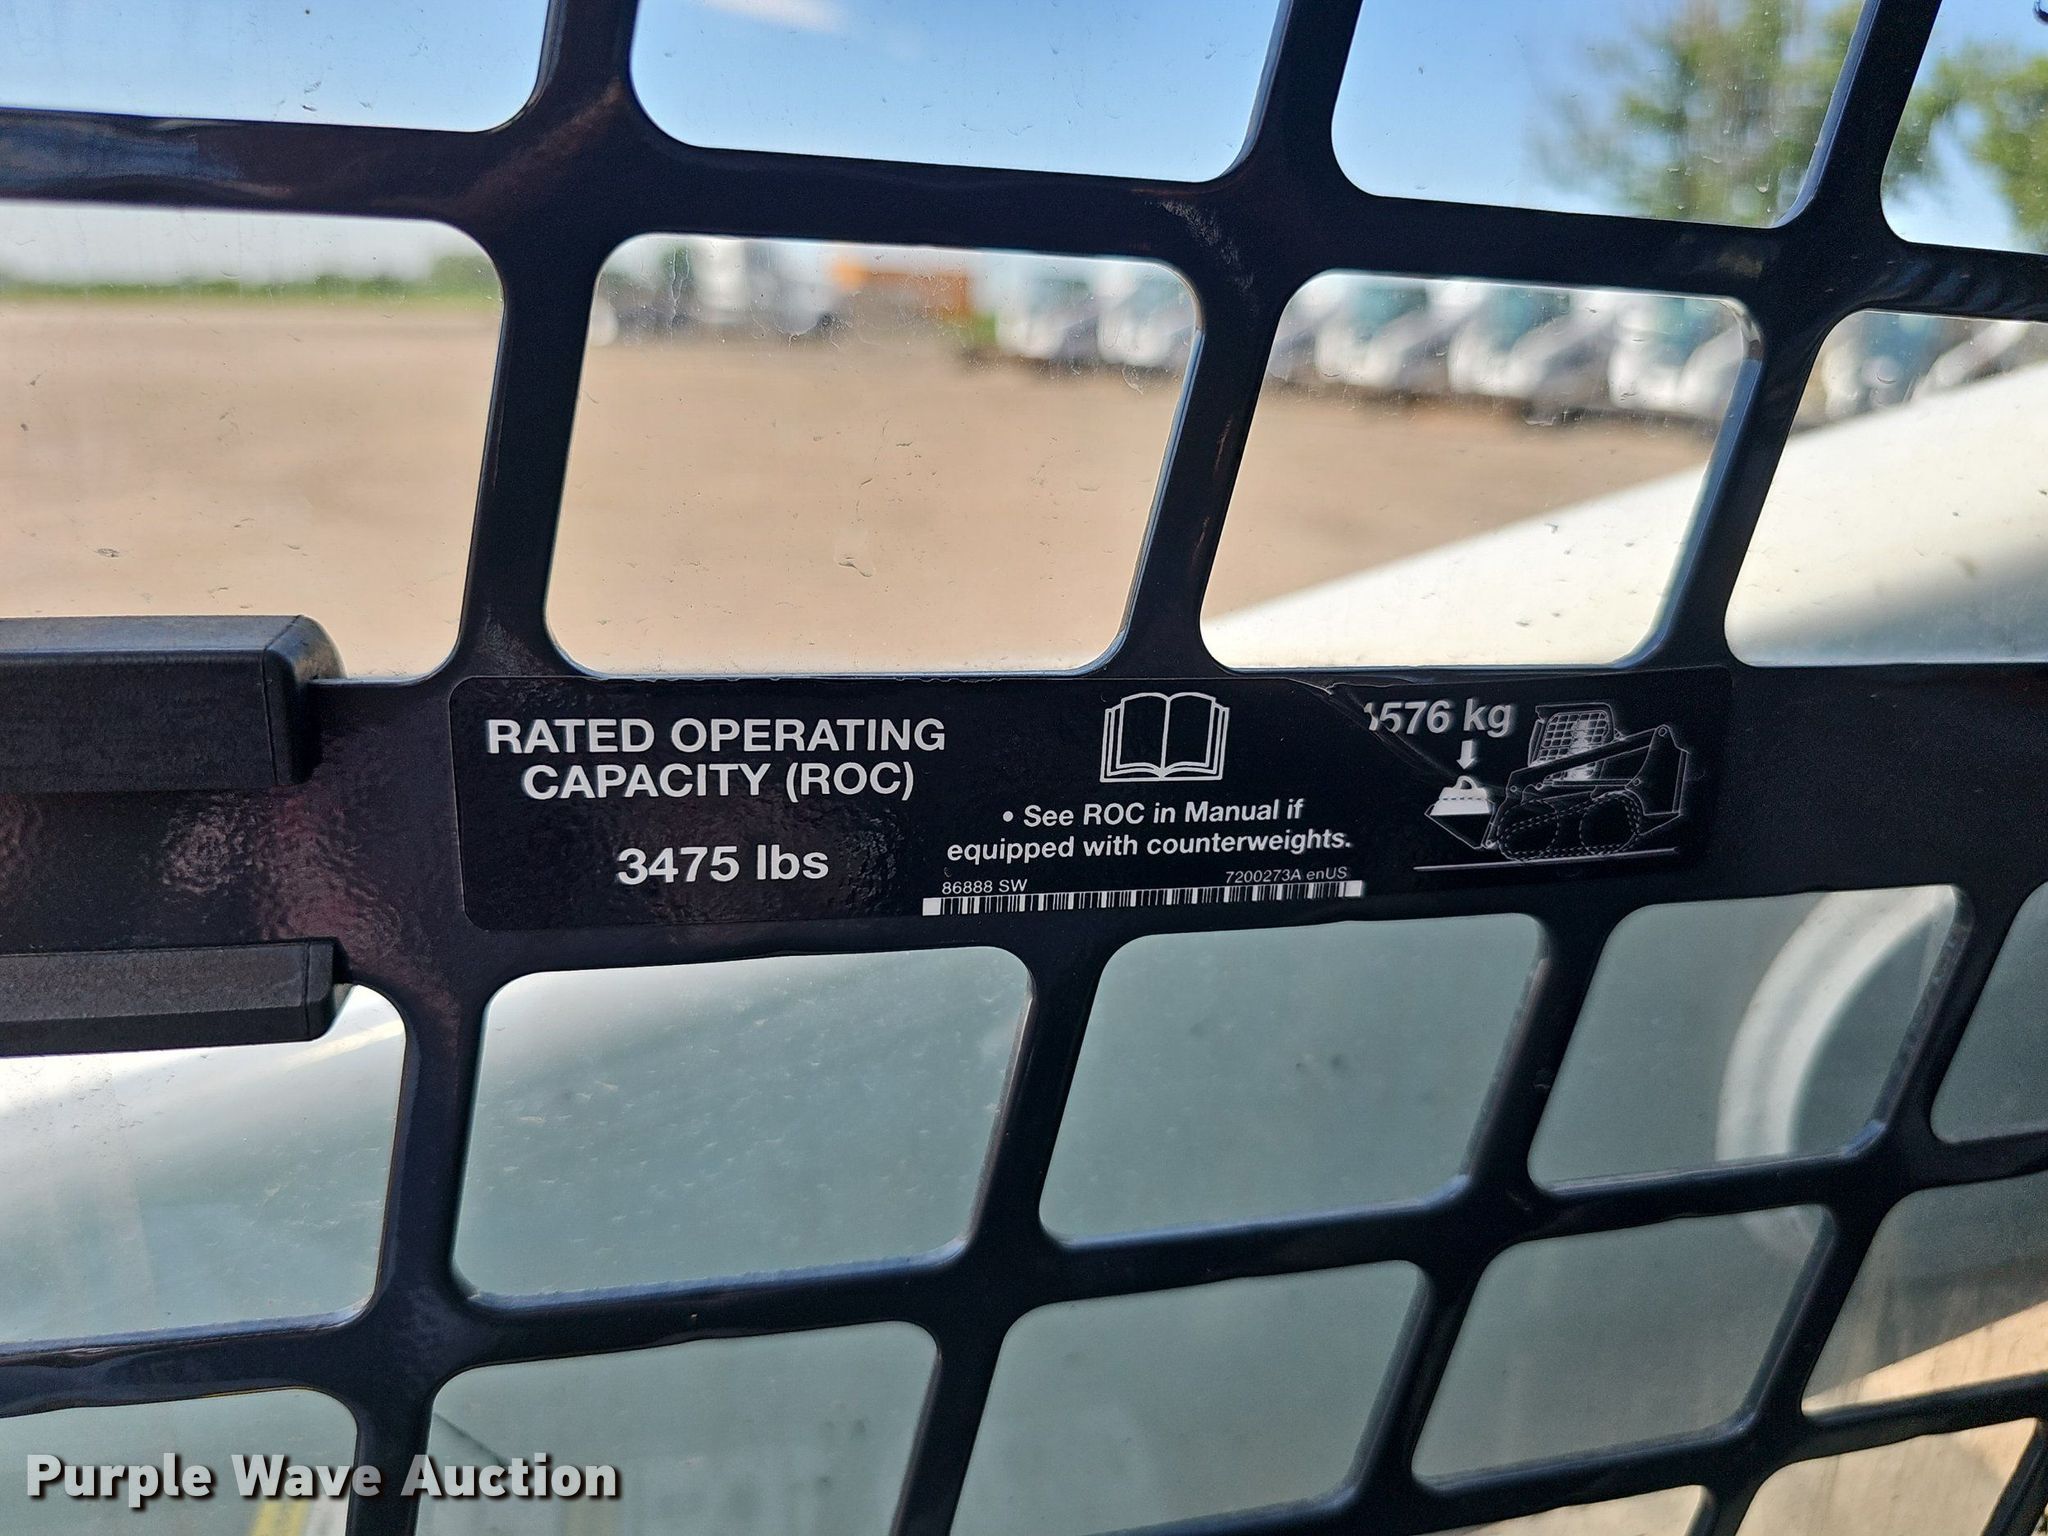 RATED OPERATING
CAPACITY (ROC)
3475 lbs
• See ROC in Manual if
equipped with counterweights.
86888 SW
7200273A enUS
1576 kg
Purple Wave Auction